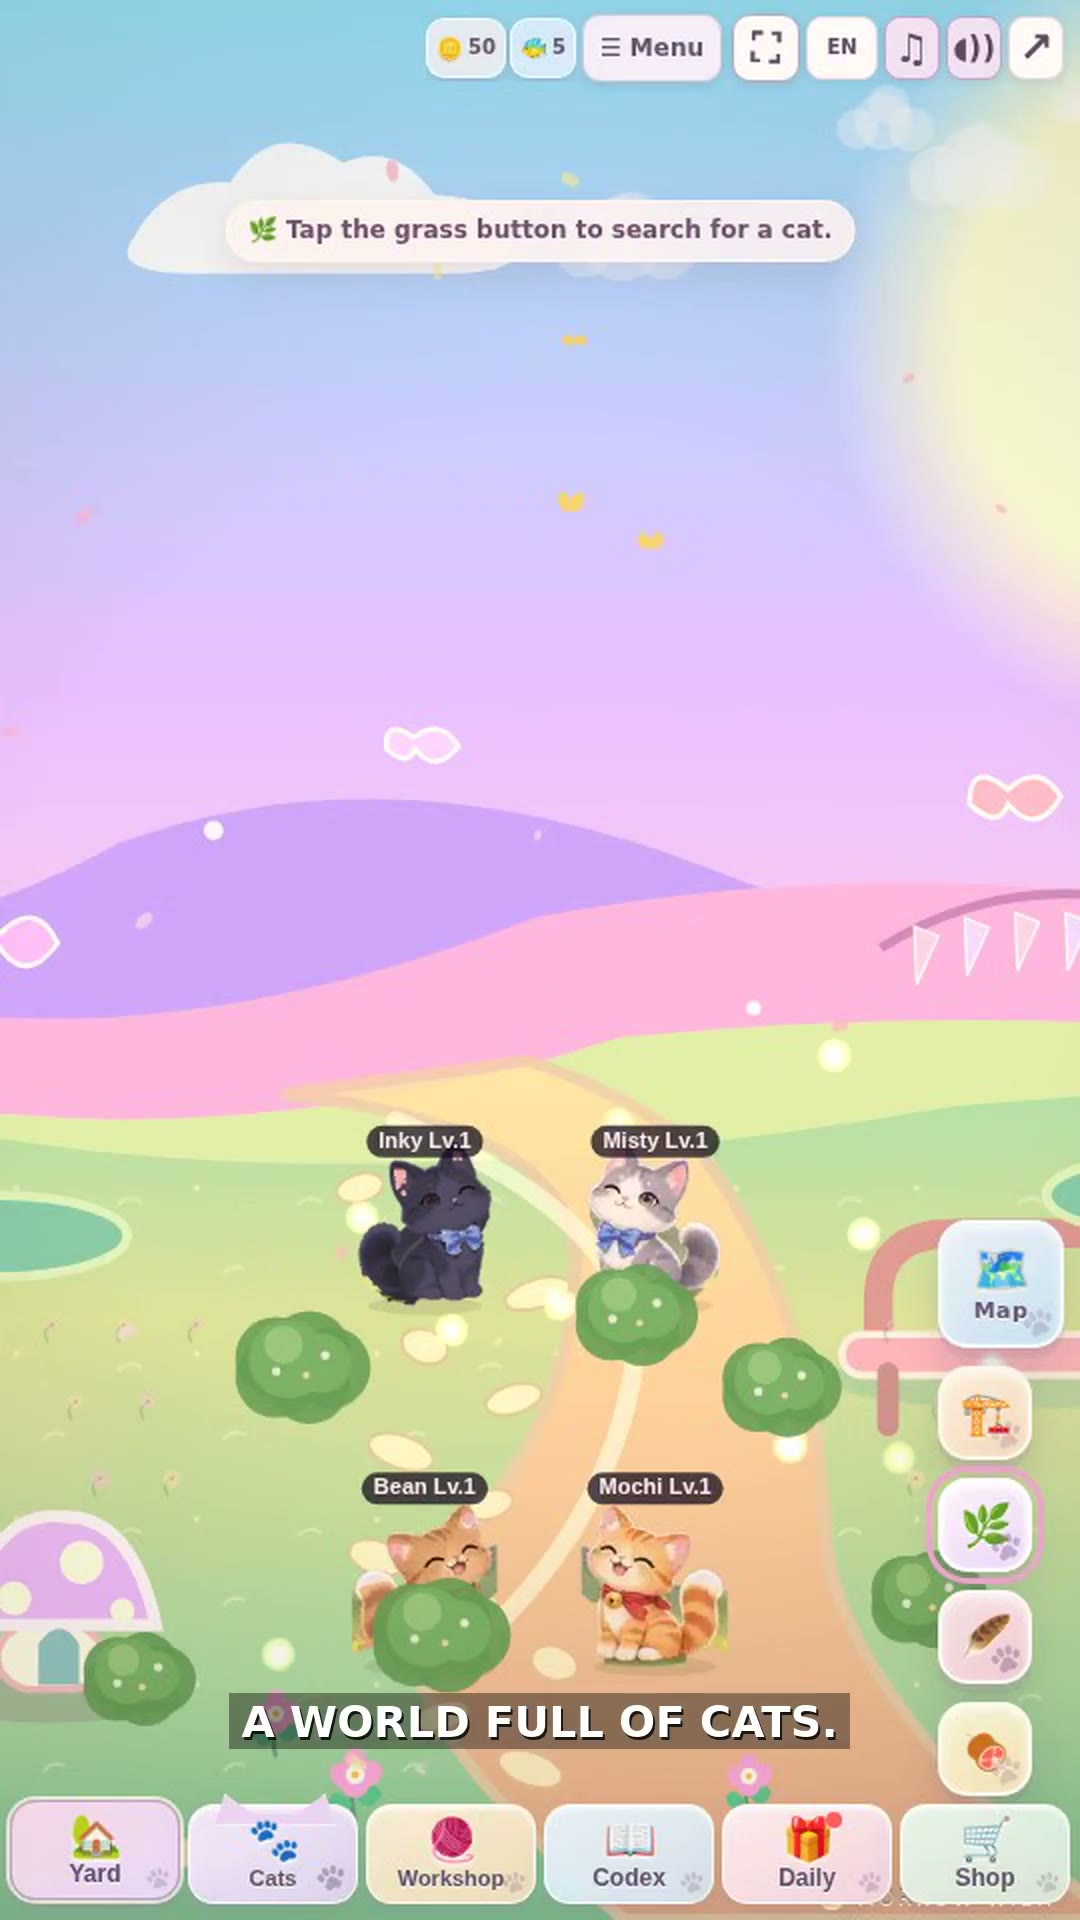 50
5
☰ Menu
EN
Tap the grass button to search for a cat.
Inky Lv.1
Misty Lv.1
Map
Bean Lv.1
Mochi Lv.1
A WORLD FULL OF CATS.
Yard
Cats
Workshop
Codex
Daily
Shop